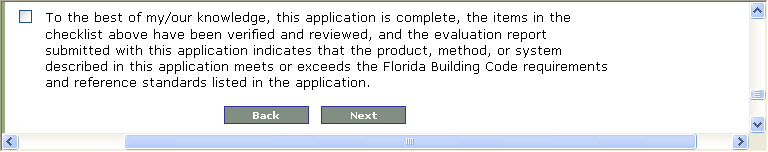 To the best of my/our knowledge, this application is complete, the items in the
checklist above have been verified and reviewed, and the evaluation report
submitted with this application indicates that the product, method, or system
described in this application meets or exceeds the Florida Building Code requirements
and reference standards listed in the application.
Back Next